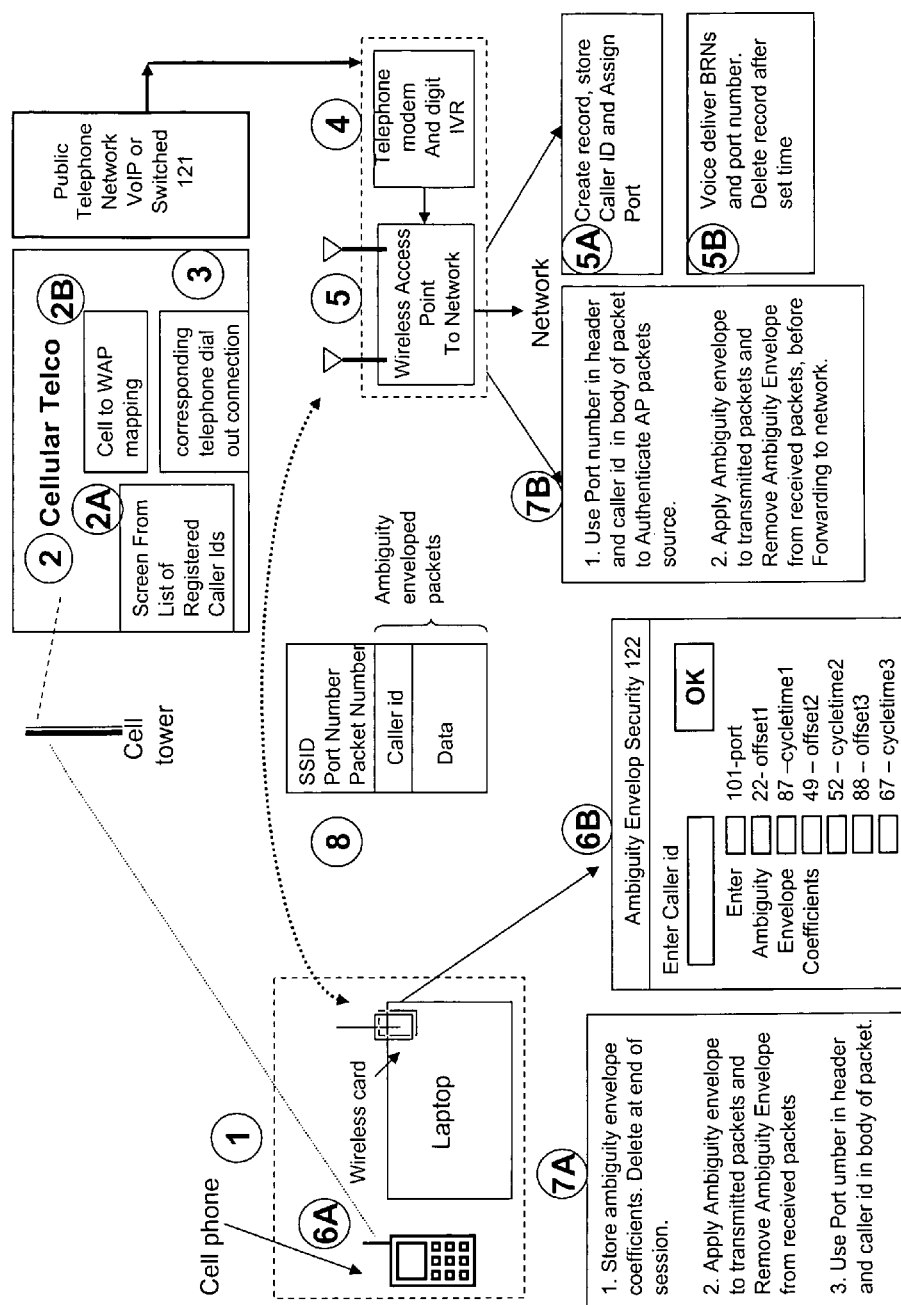 Cell phone
1
6A
Wireless card
Laptop
7A
1. Store ambiguity envelope
coefficients. Delete at end of
session.
2. Apply Ambiguity envelope
to transmitted packets and
Remove Ambiguity Envelope
from received packets
3. Use Port umber in header
and caller id in body of packet.
Cell
tower
2 Cellular Telco
2A
2B
Screen From
List of
Registered
Caller Ids
Cell to WAP
mapping
3
corresponding
telephone dial
out connection
Public
Telephone
Network
VoIP or
Switched
121
8
SSID
Port Number
Packet Number
Caller id
Data
Ambiguity
enveloped
packets
5
4
Wireless Access
Point
To Network
Telephone
modem
And digit
IVR
Network
6B
Ambiguity Envelop Security 122
Enter Caller id
OK
Enter
Ambiguity
Envelope
Coefficients
101-port
22- offset1
87 –cycletime1
49 – offset2
52 – cycletime2
88 – offset3
67 – cycletime3
7B
1. Use Port number in header
and caller id in body of packet
to Authenticate AP packets
source.
2. Apply Ambiguity envelope
to transmitted packets and
Remove Ambiguity Envelope
from received packets, before
Forwarding to network.
5A Create record, store
Caller ID and Assign
Port
5B Voice deliver BRNs
and port number.
Delete record after
set time